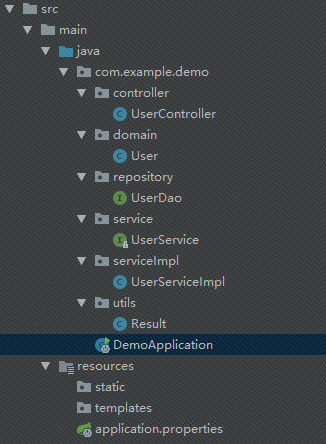 src
main
java
com.example.demo
controller
UserController
domain
User
repository
UserDao
service
UserService
serviceImpl
UserServiceImpl
utils
Result
DemoApplication
resources
static
templates
application.properties